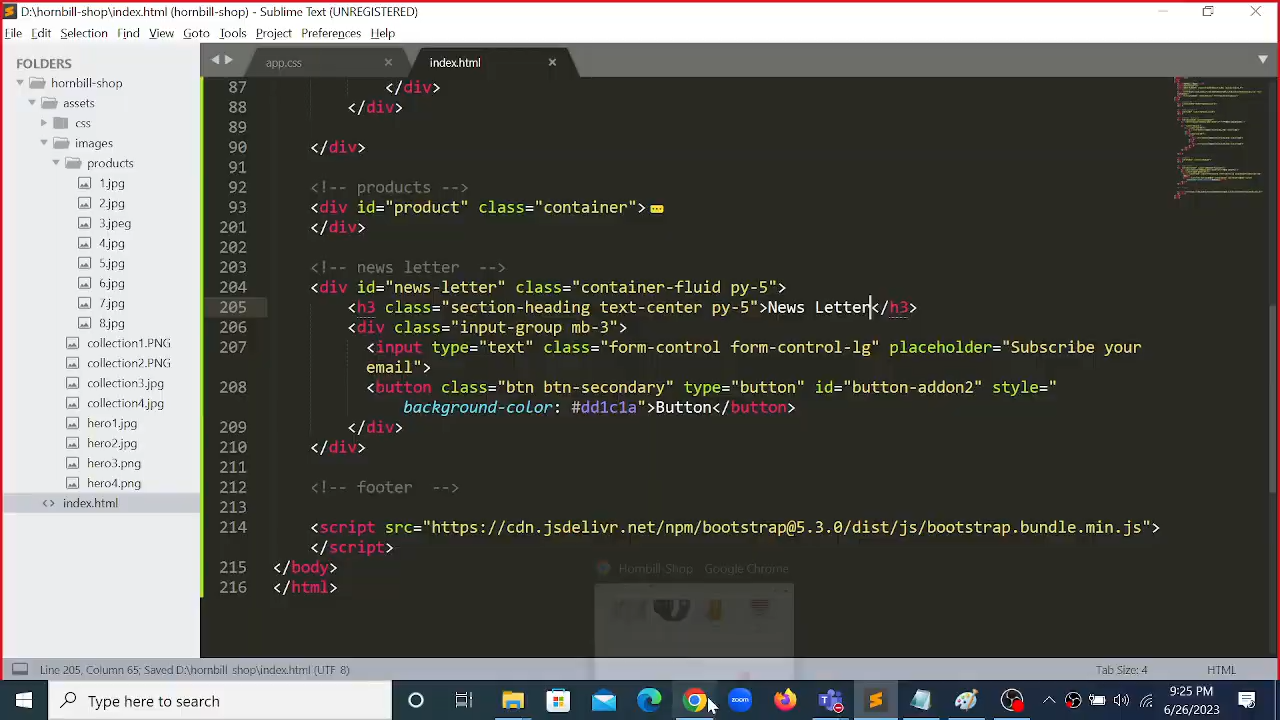 D:\hornbill-shop\index.html (hornbill-shop) - Sublime Text (UNREGISTERED)
File Edit Selection Find View Goto Tools Project Preferences Help
FOLDERS
hornbill-shop
assets
products
1.jpg
2.jpg
3.jpeg
4.jpg
5.jpg
6.jpg
7.jpg
8.jpg
collection1.PNG
collection2.PNG
collection3.jpg
collection4.jpg
hero1.jpg
hero2.jpg
hero3.png
hero4.png
index.html
app.css
index.html
87 </div>
88 </div>
89
90 </div>
91
92 <!-- products -->
93 <div id="product" class="container">
201 </div>
202
203 <!-- news letter -->
204 <div id="news-letter" class="container-fluid py-5">
205 <h3 class="section-heading text-center py-5">News Letter</h3>
206 <div class="input-group mb-3">
207 <input type="text" class="form-control form-control-lg" placeholder="Subscribe your
email">
208 <button class="btn btn-secondary" type="button" id="button-addon2" style="
background-color: #dd1c1a">Button</button>
209 </div>
210 </div>
211
212 <!-- footer -->
213
214 <script src="https://cdn.jsdelivr.net/npm/bootstrap@5.3.0/dist/js/bootstrap.bundle.min.js">
</script>
215 </body>
216 </html>
Hornbill-Shop Google Chrome
Line 205, Column 65; Saved D:\hornbill-shop\index.html (UTF 8)
Tab Size: 4
HTML
Type here to search
zoom
9:25 PM
6/26/2023